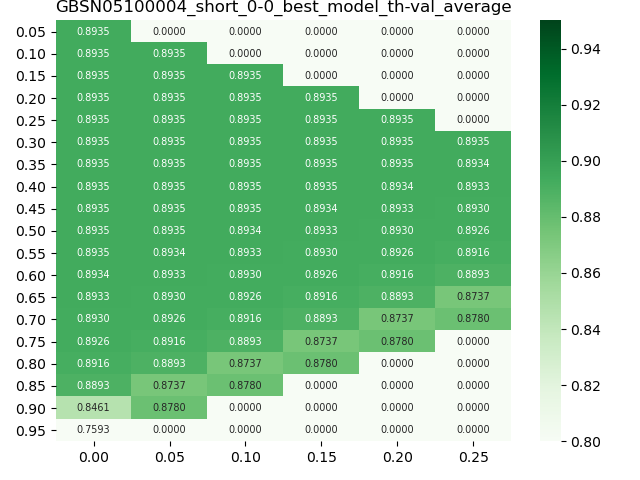 GBSN05100004_short_0-0_best_model_th-val_average
0.05 0.8935 0.0000 0.0000 0.0000 0.0000 0.0000
0.10 0.8935 0.8935 0.0000 0.0000 0.0000 0.0000
0.15 0.8935 0.8935 0.8935 0.0000 0.0000 0.0000
0.20 0.8935 0.8935 0.8935 0.8935 0.0000 0.0000
0.25 0.8935 0.8935 0.8935 0.8935 0.8935 0.0000
0.30 0.8935 0.8935 0.8935 0.8935 0.8935 0.8935
0.35 0.8935 0.8935 0.8935 0.8935 0.8935 0.8934
0.40 0.8935 0.8935 0.8935 0.8935 0.8934 0.8933
0.45 0.8935 0.8935 0.8935 0.8934 0.8933 0.8930
0.50 0.8935 0.8935 0.8934 0.8933 0.8930 0.8926
0.55 0.8935 0.8934 0.8933 0.8930 0.8926 0.8916
0.60 0.8934 0.8933 0.8930 0.8926 0.8916 0.8893
0.65 0.8933 0.8930 0.8926 0.8916 0.8893 0.8737
0.70 0.8930 0.8926 0.8916 0.8893 0.8737 0.8780
0.75 0.8926 0.8916 0.8893 0.8737 0.8780 0.0000
0.80 0.8916 0.8893 0.8737 0.8780 0.0000 0.0000
0.85 0.8893 0.8737 0.8780 0.0000 0.0000 0.0000
0.90 0.8461 0.8780 0.0000 0.0000 0.0000 0.0000
0.95 0.7593 0.0000 0.0000 0.0000 0.0000 0.0000
0.00 0.05 0.10 0.15 0.20 0.25
0.94
0.92
0.90
0.88
0.86
0.84
0.82
0.80